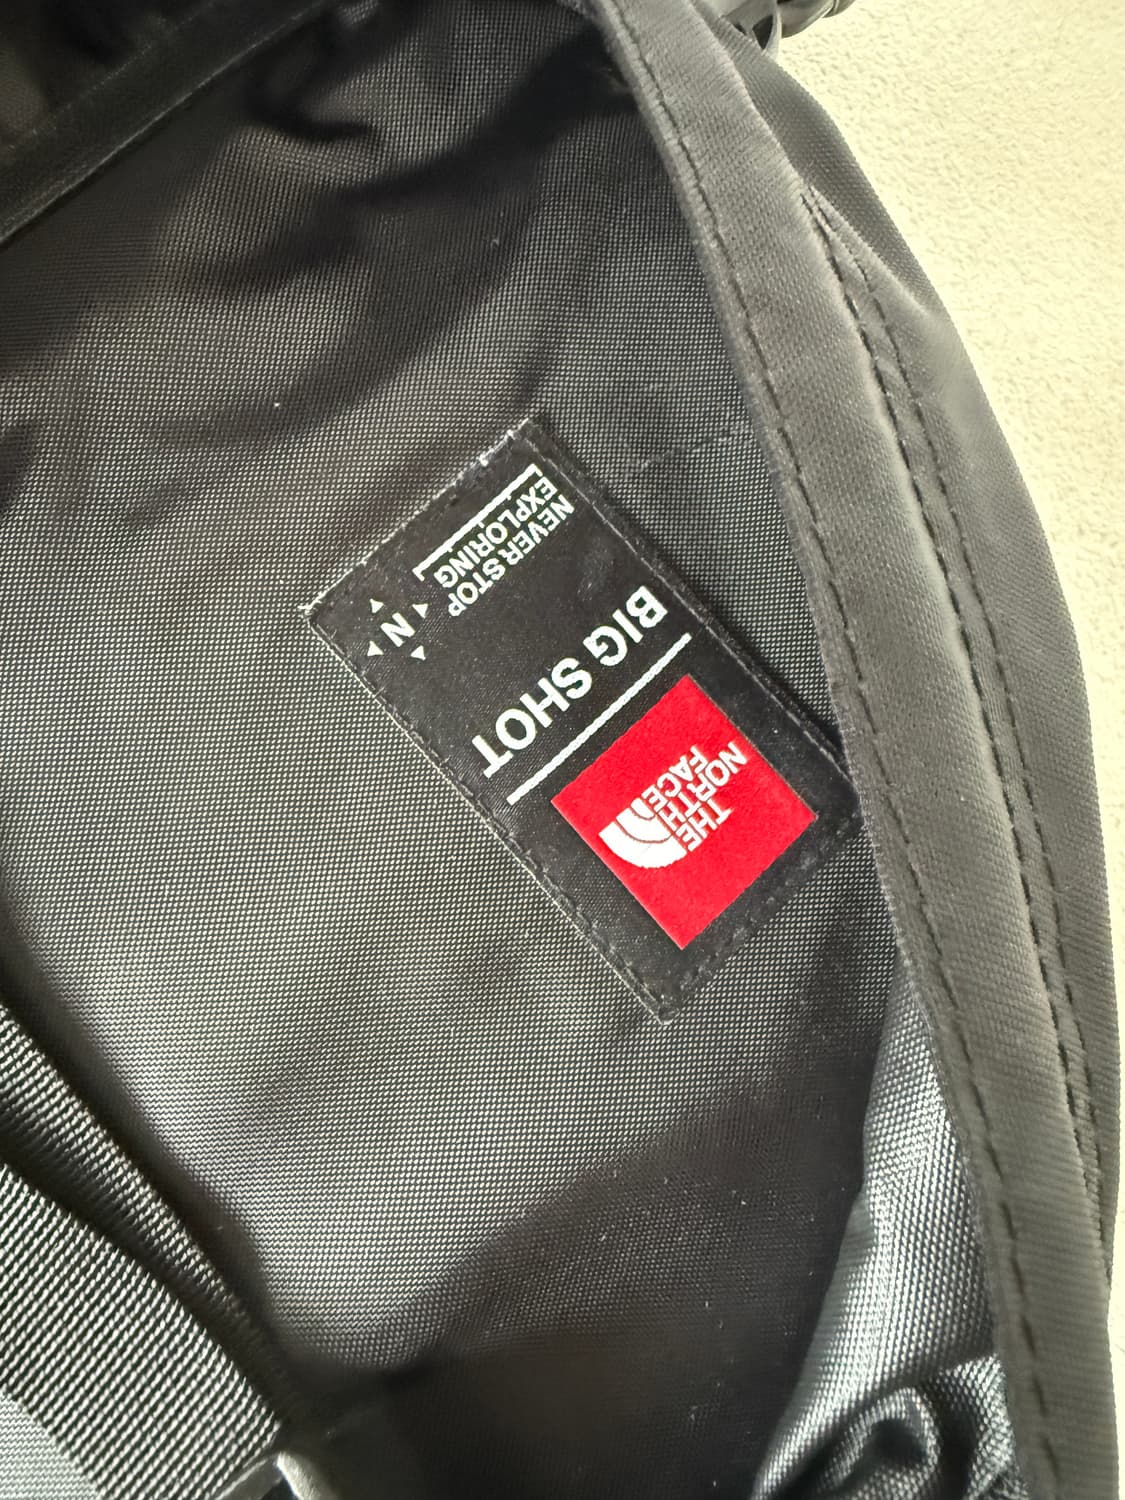 THE
NORTH
FACE
BIG SHOT
NEVER STOP
EXPLORING
N